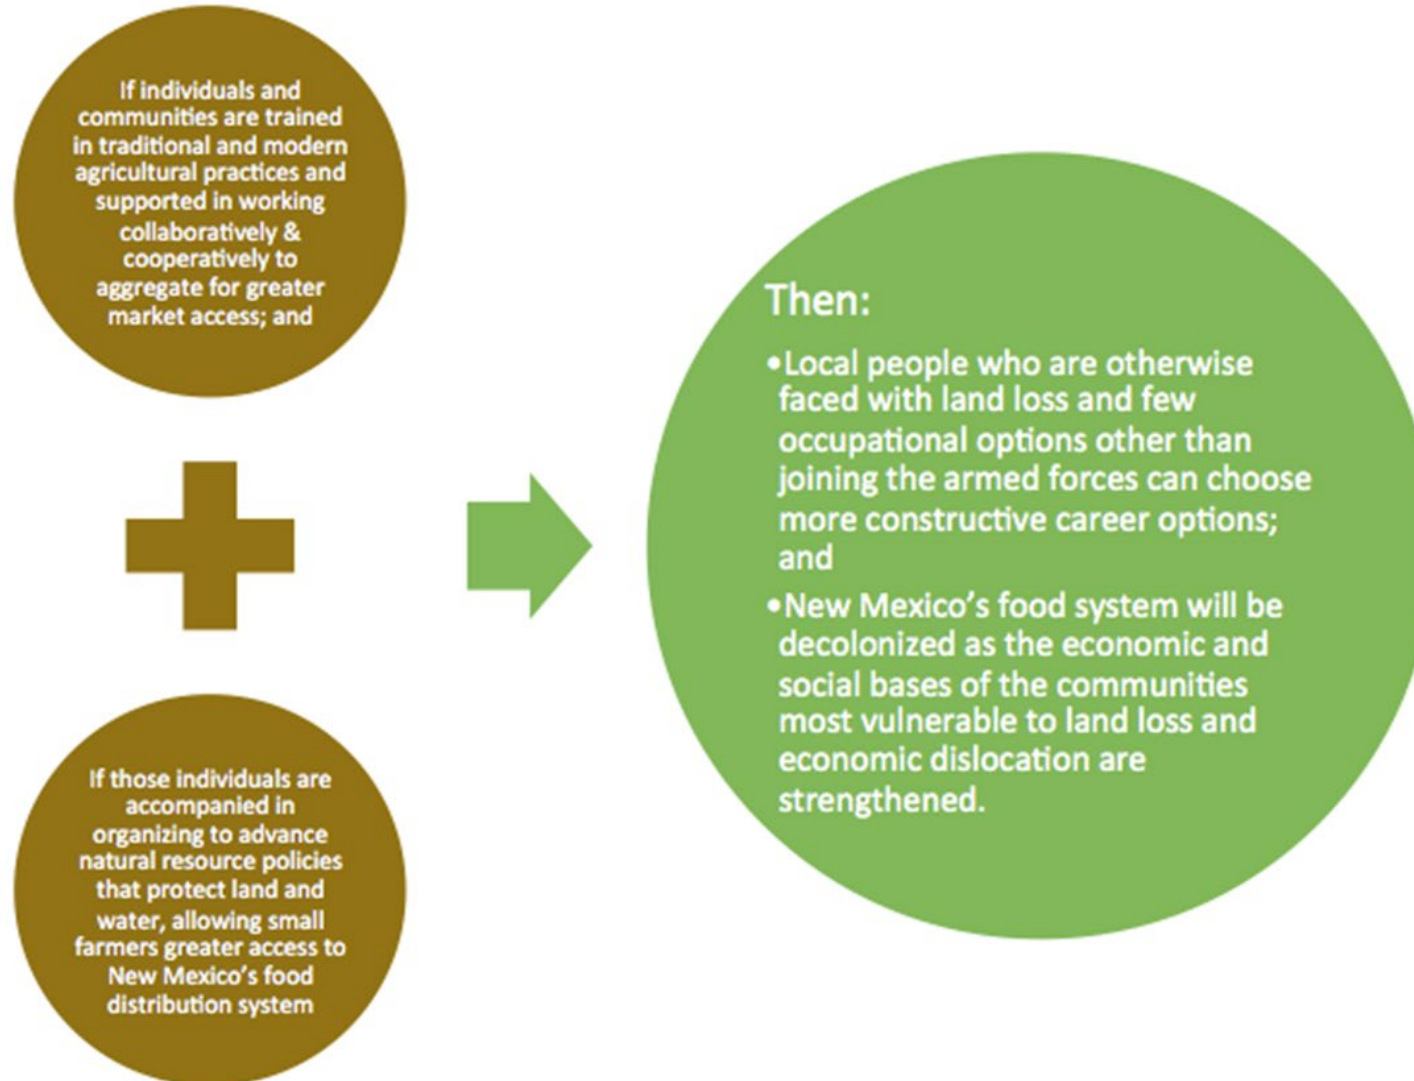 If individuals and
communities are trained
in traditional and modern
agricultural practices and
supported in working
collaboratively &
cooperatively to
aggregate for greater
market access; and
If those individuals are
accompanied in
organizing to advance
natural resource policies
that protect land and
water, allowing small
farmers greater access to
New Mexico’s food
distribution system
Then:
•Local people who are otherwise
faced with land loss and few
occupational options other than
joining the armed forces can choose
more constructive career options;
and
•New Mexico’s food system will be
decolonized as the economic and
social bases of the communities
most vulnerable to land loss and
economic dislocation are
strengthened.